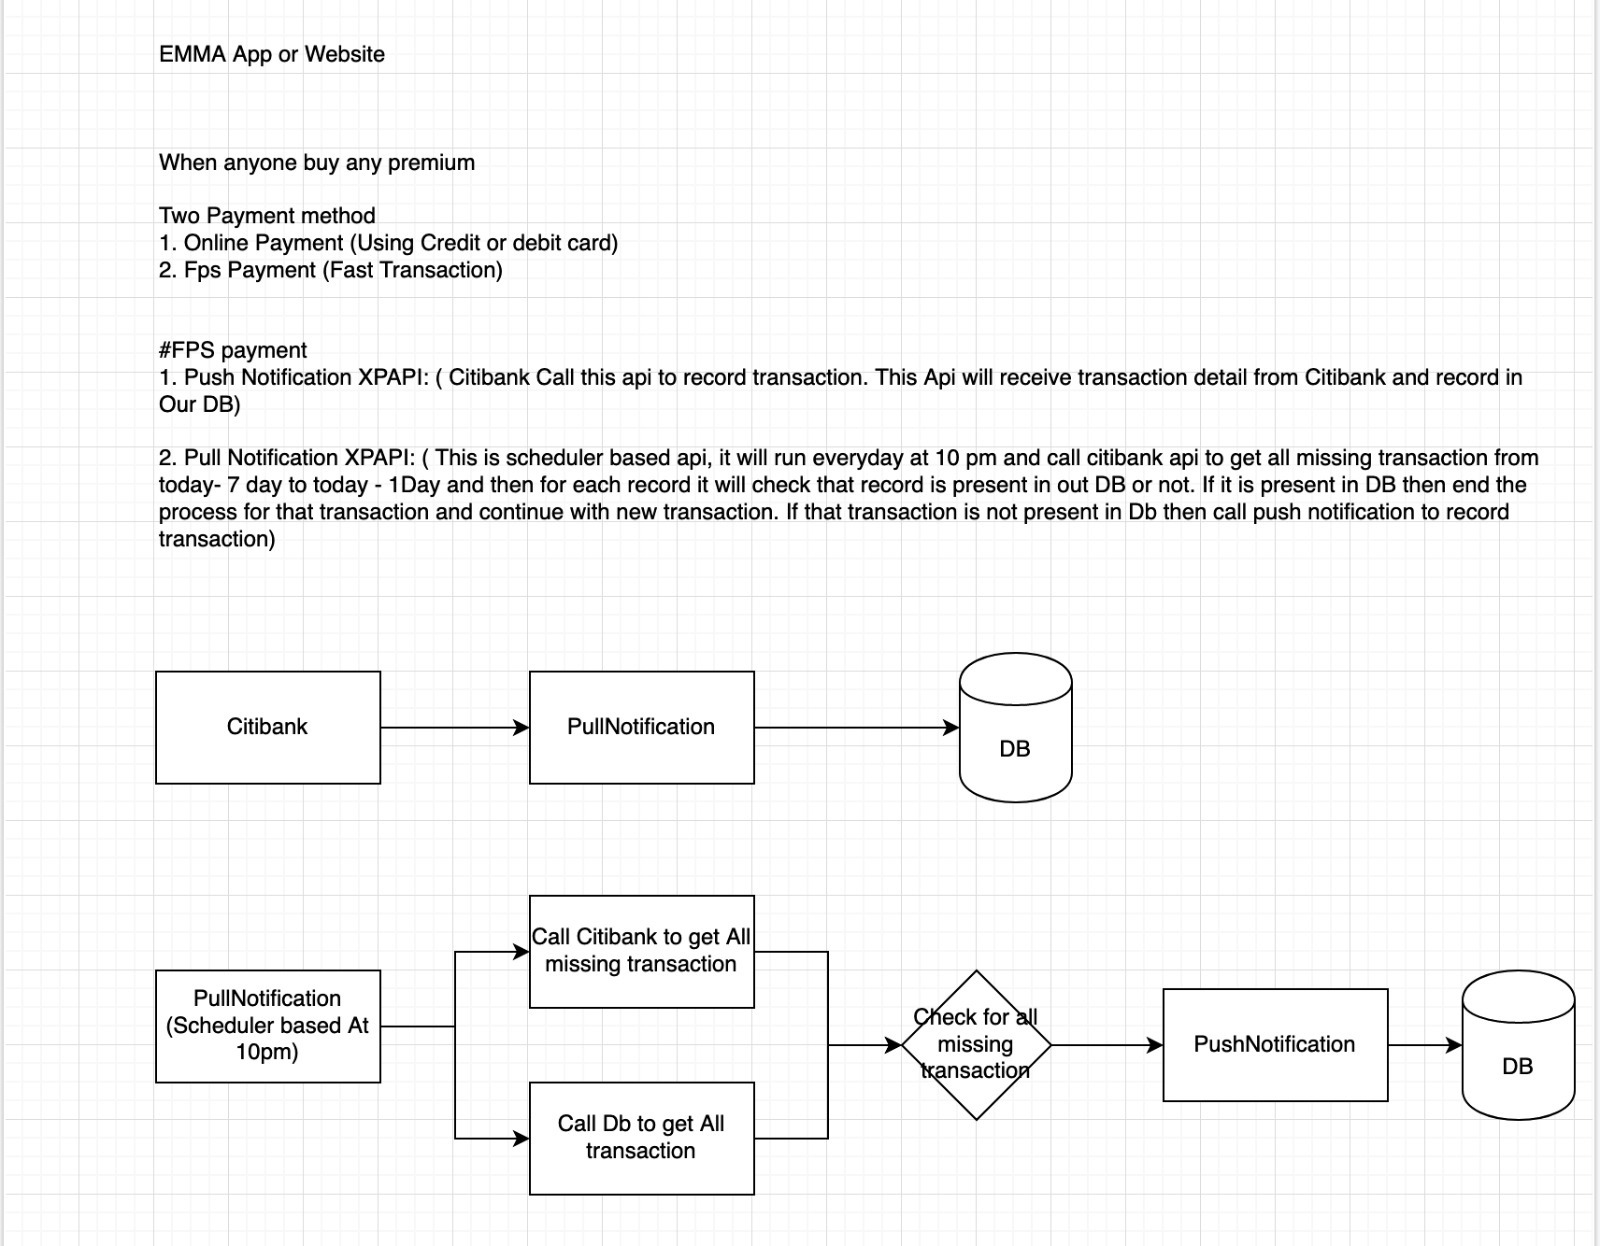 EMMA App or Website
When anyone buy any premium
Two Payment method
1. Online Payment (Using Credit or debit card)
2. Fps Payment (Fast Transaction)
#FPS payment
1. Push Notification XPAPI: ( Citibank Call this api to record transaction. This Api will receive transaction detail from Citibank and record in
Our DB)
2. Pull Notification XPAPI: ( This is scheduler based api, it will run everyday at 10 pm and call citibank api to get all missing transaction from
today- 7 day to today - 1Day and then for each record it will check that record is present in out DB or not. If it is present in DB then end the
process for that transaction and continue with new transaction. If that transaction is not present in Db then call push notification to record
transaction)
Citibank
PullNotification
DB
PullNotification
(Scheduler based At
10pm)
Call Citibank to get All
missing transaction
Call Db to get All
transaction
Check for all
missing
transaction
PushNotification
DB